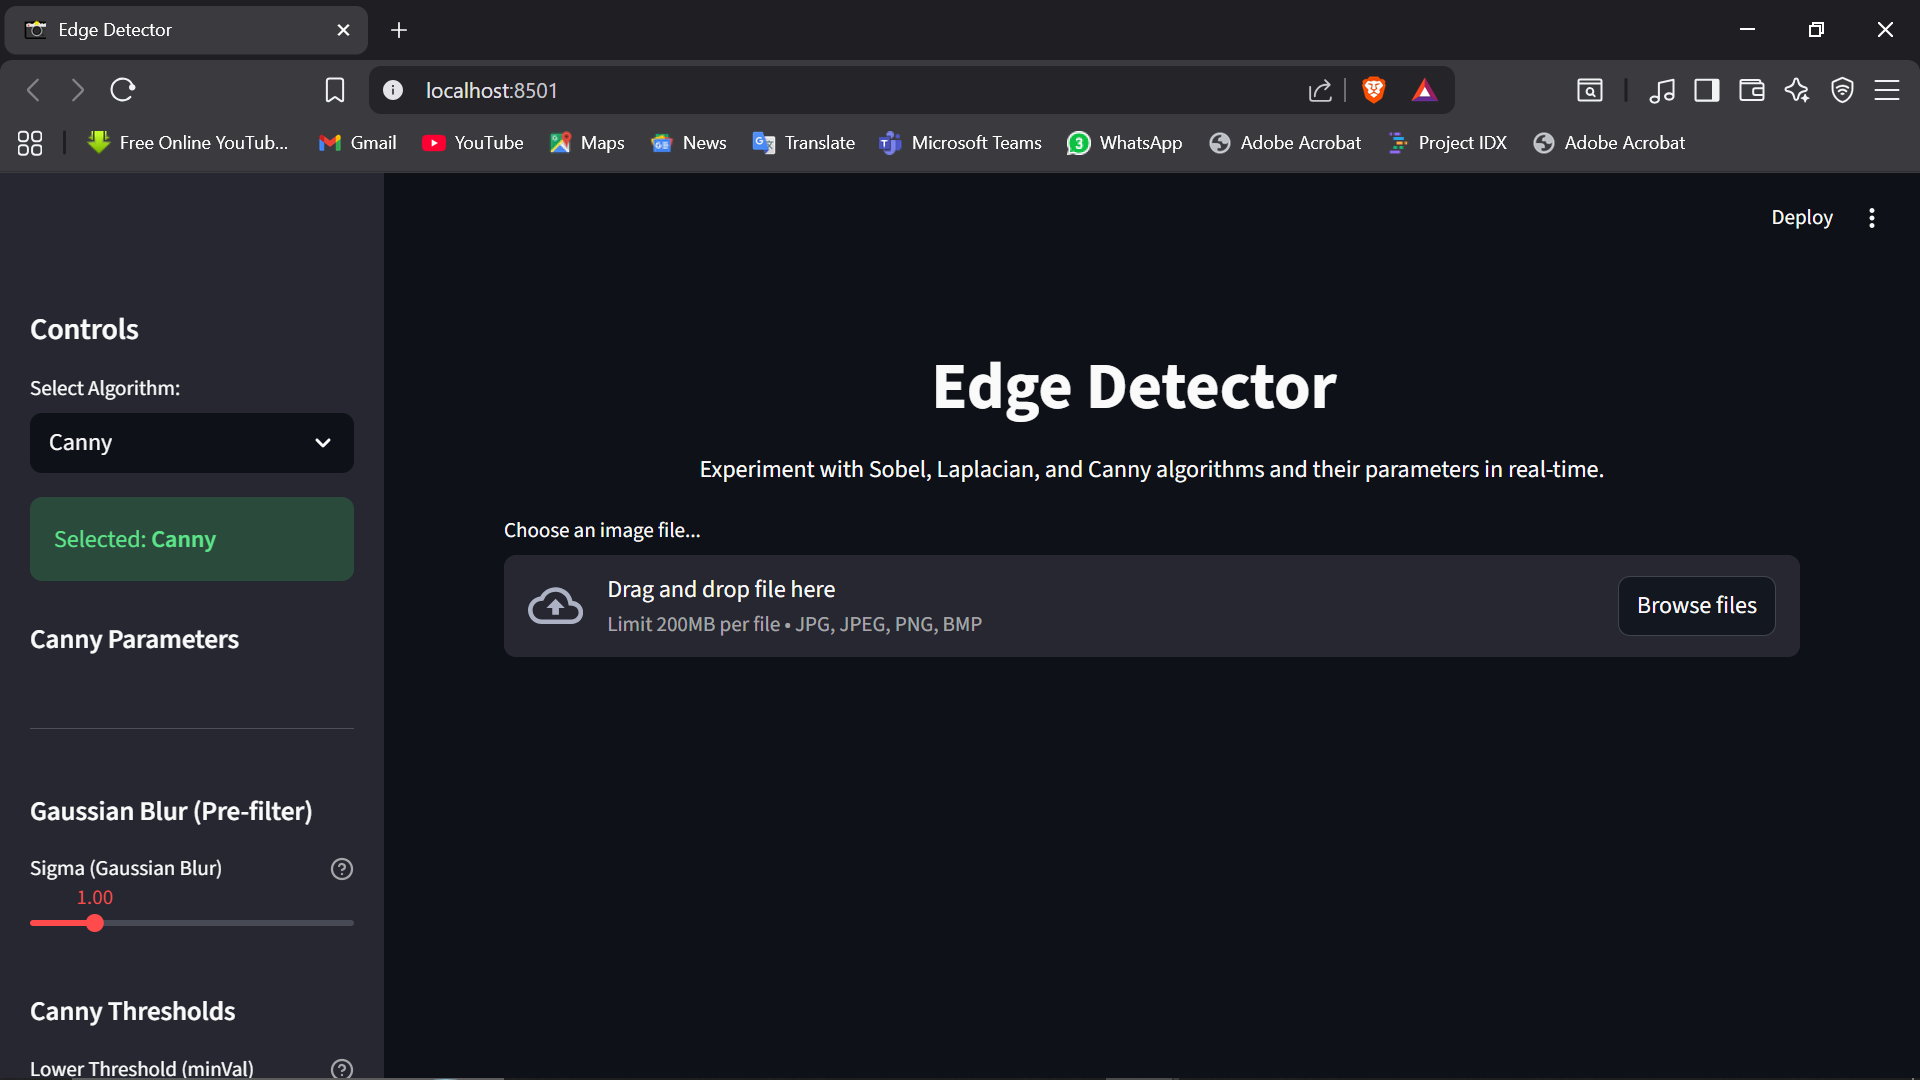 Edge Detector
localhost:8501
Free Online YouTub...
Gmail
YouTube
Maps
News
Translate
Microsoft Teams
3
WhatsApp
Adobe Acrobat
Project IDX
Adobe Acrobat
Deploy
Controls
Select Algorithm:
Canny
Selected: Canny
Canny Parameters
Gaussian Blur (Pre-filter)
Sigma (Gaussian Blur)
1.00
Canny Thresholds
Lower Threshold (minVal)
Edge Detector
Experiment with Sobel, Laplacian, and Canny algorithms and their parameters in real-time.
Choose an image file...
Drag and drop file here
Limit 200MB per file • JPG, JPEG, PNG, BMP
Browse files